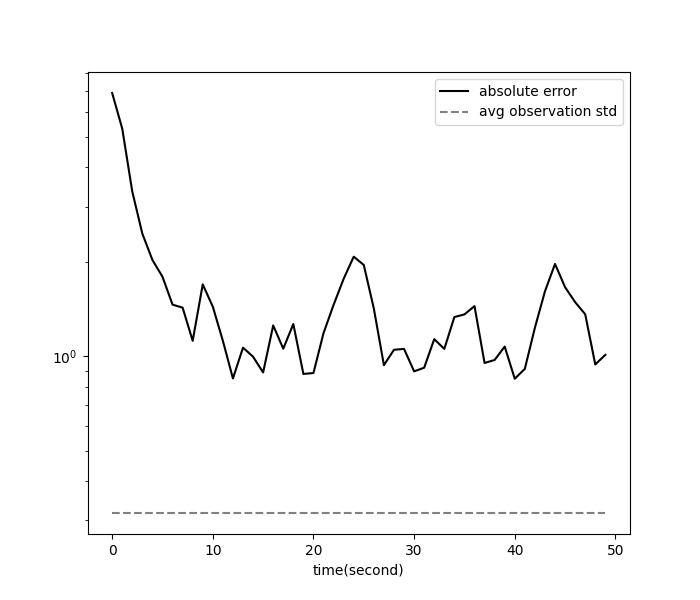 absolute error
avg observation std
10⁰
0 10 20 30 40 50
time(second)